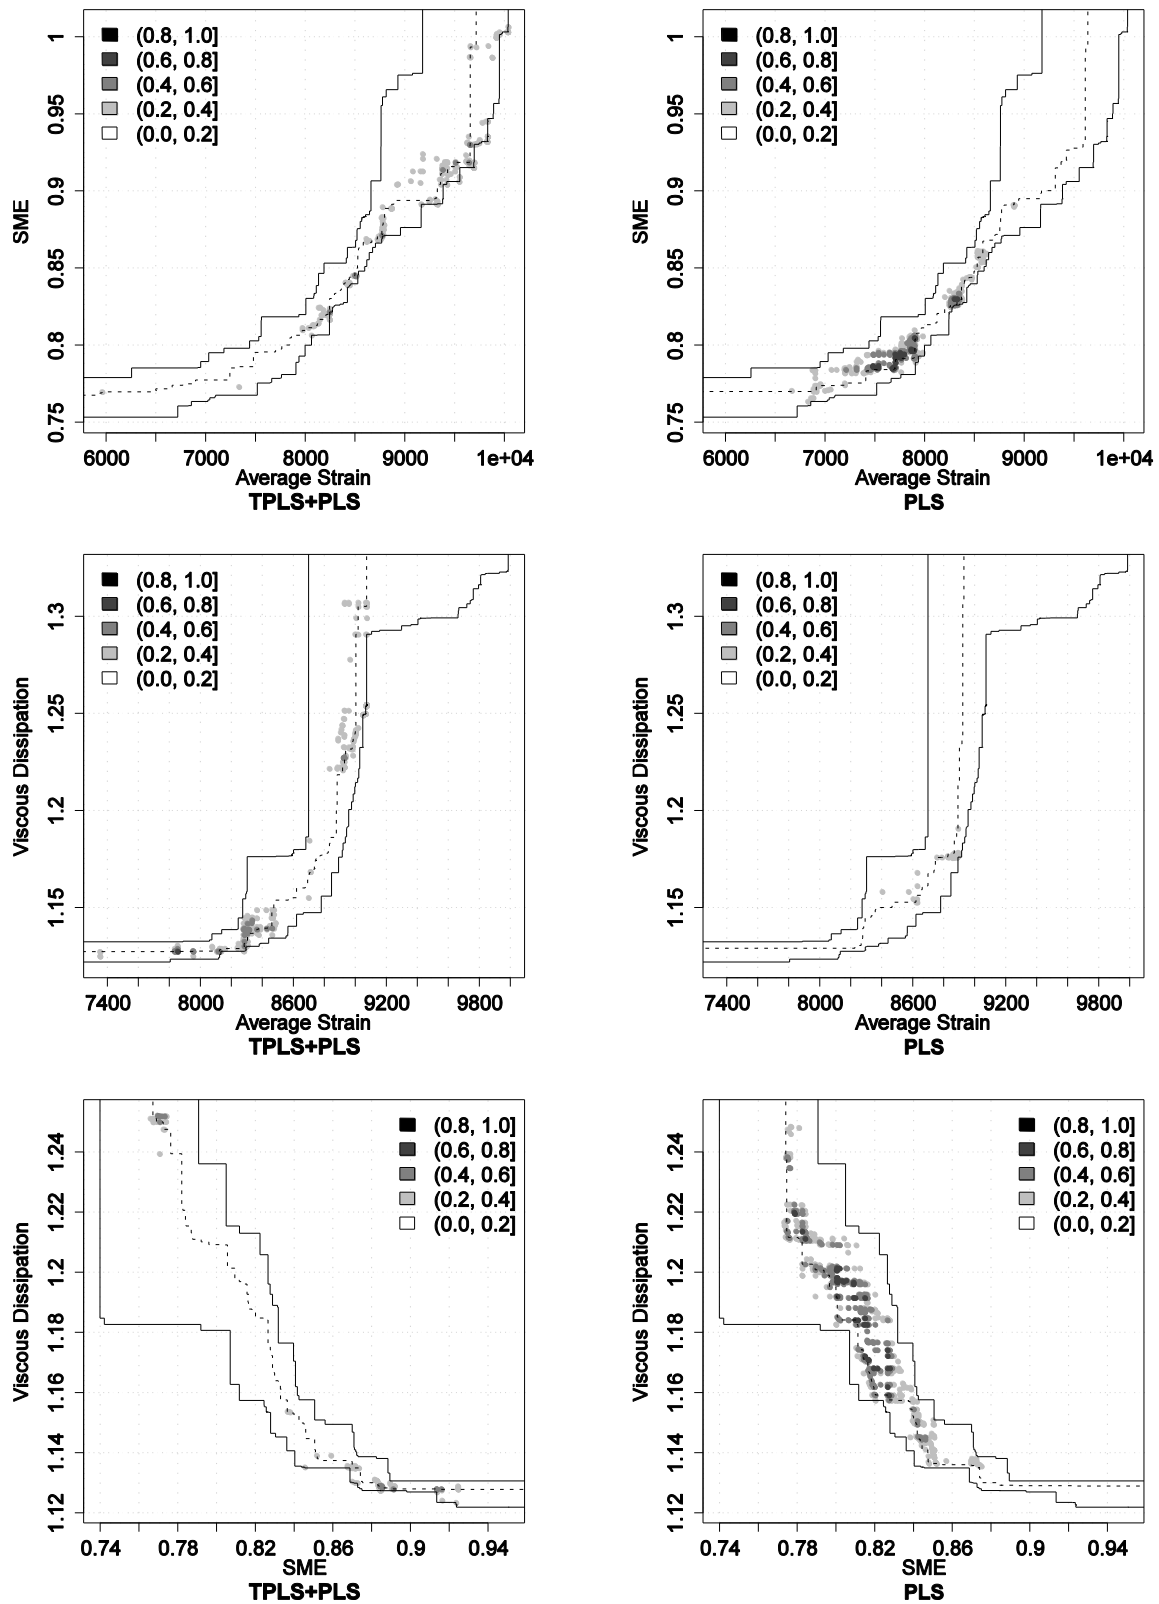 (0.8, 1.0]
(0.6, 0.8]
(0.4, 0.6]
(0.2, 0.4]
(0.0, 0.2]
SME
1
0.95
0.9
0.85
0.8
0.75
6000 7000 8000 9000 1e+04
Average Strain
TPLS+PLS
(0.8, 1.0]
(0.6, 0.8]
(0.4, 0.6]
(0.2, 0.4]
(0.0, 0.2]
SME
1
0.95
0.9
0.85
0.8
0.75
6000 7000 8000 9000 1e+04
Average Strain
PLS
(0.8, 1.0]
(0.6, 0.8]
(0.4, 0.6]
(0.2, 0.4]
(0.0, 0.2]
Viscous Dissipation
1.3
1.25
1.2
1.15
7400 8000 8600 9200 9800
Average Strain
TPLS+PLS
(0.8, 1.0]
(0.6, 0.8]
(0.4, 0.6]
(0.2, 0.4]
(0.0, 0.2]
Viscous Dissipation
1.3
1.25
1.2
1.15
7400 8000 8600 9200 9800
Average Strain
PLS
(0.8, 1.0]
(0.6, 0.8]
(0.4, 0.6]
(0.2, 0.4]
(0.0, 0.2]
Viscous Dissipation
1.24
1.22
1.2
1.18
1.16
1.14
1.12
0.74 0.78 0.82 0.86 0.9 0.94
SME
TPLS+PLS
(0.8, 1.0]
(0.6, 0.8]
(0.4, 0.6]
(0.2, 0.4]
(0.0, 0.2]
Viscous Dissipation
1.24
1.22
1.2
1.18
1.16
1.14
1.12
0.74 0.78 0.82 0.86 0.9 0.94
SME
PLS